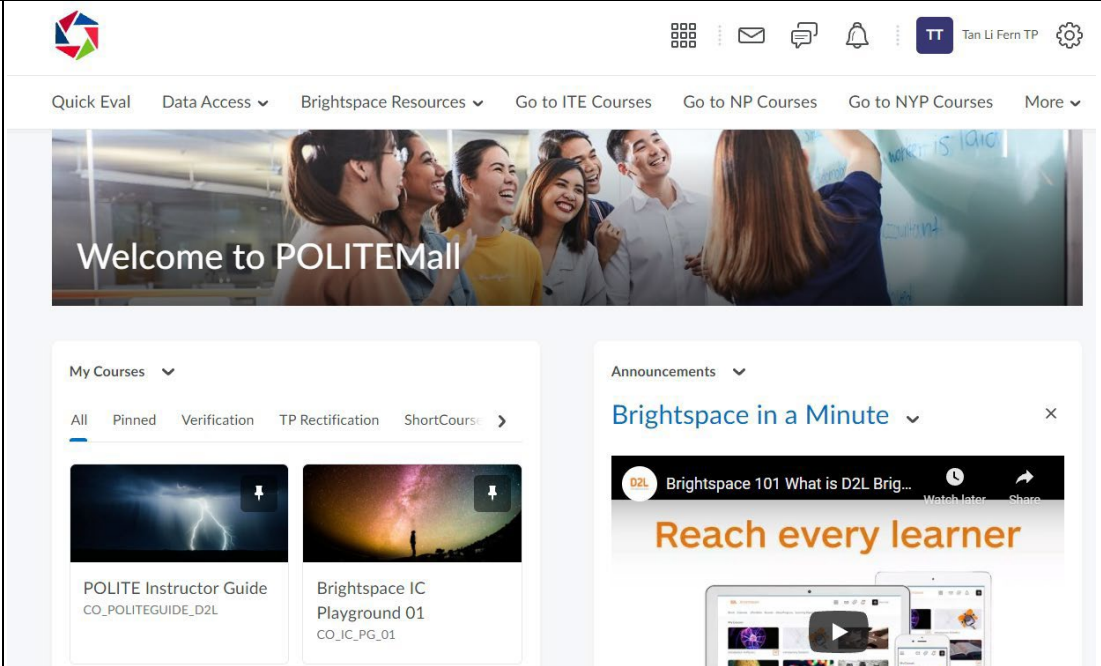 TT
Tan Li Fern TP
Quick Eval
Data Access
Brightspace Resources
Go to ITE Courses
Go to NP Courses
Go to NYP Courses
More
worker is
Welcome to POLITEMall
My Courses
All
Pinned
Verification
TP Rectification
ShortCours
POLITE Instructor Guide
CO_POLITEGUIDE_D2L
Brightspace IC
Playground 01
CO_IC_PG_01
Announcements
Brightspace in a Minute
D2L
Brightspace 101 What is D2L Brig...
Watch later
Share
Reach every learner